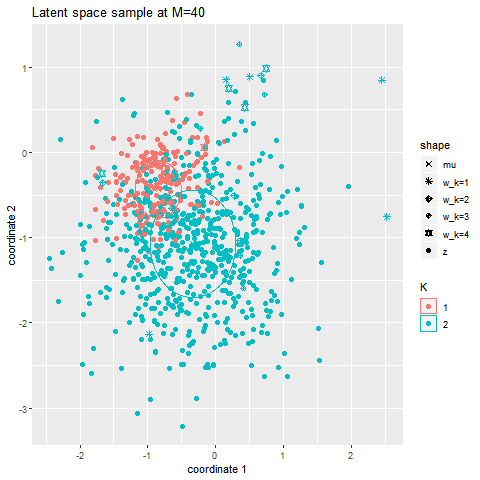 Latent space sample at M=40
coordinate 2
1
0
-1
-2
-3
-2
-1
0
1
2
coordinate 1
shape
mu
w_k=1
w_k=2
w_k=3
w_k=4
z
K
1
2